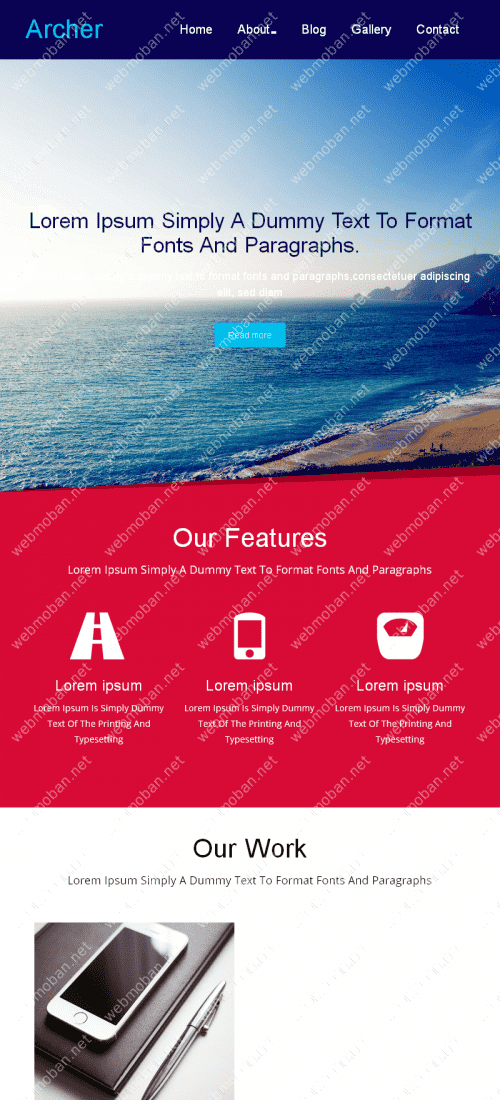 Archer
Home About Blog Gallery Contact
Lorem Ipsum Simply A Dummy Text To Format
Fonts And Paragraphs.
dummy text to format fonts and paragraphs,consectetuer adipiscing
elit, sed diam
Read more
Our Features
Lorem Ipsum Simply A Dummy Text To Format Fonts And Paragraphs
Lorem ipsum
Lorem Ipsum Is Simply Dummy
Text Of The Printing And
Typesetting
Lorem ipsum
Lorem Ipsum Is Simply Dummy
Text Of The Printing And
Typesetting
Lorem ipsum
Lorem Ipsum Is Simply Dummy
Text Of The Printing And
Typesetting
Our Work
Lorem Ipsum Simply A Dummy Text To Format Fonts And Paragraphs
webmoban.net